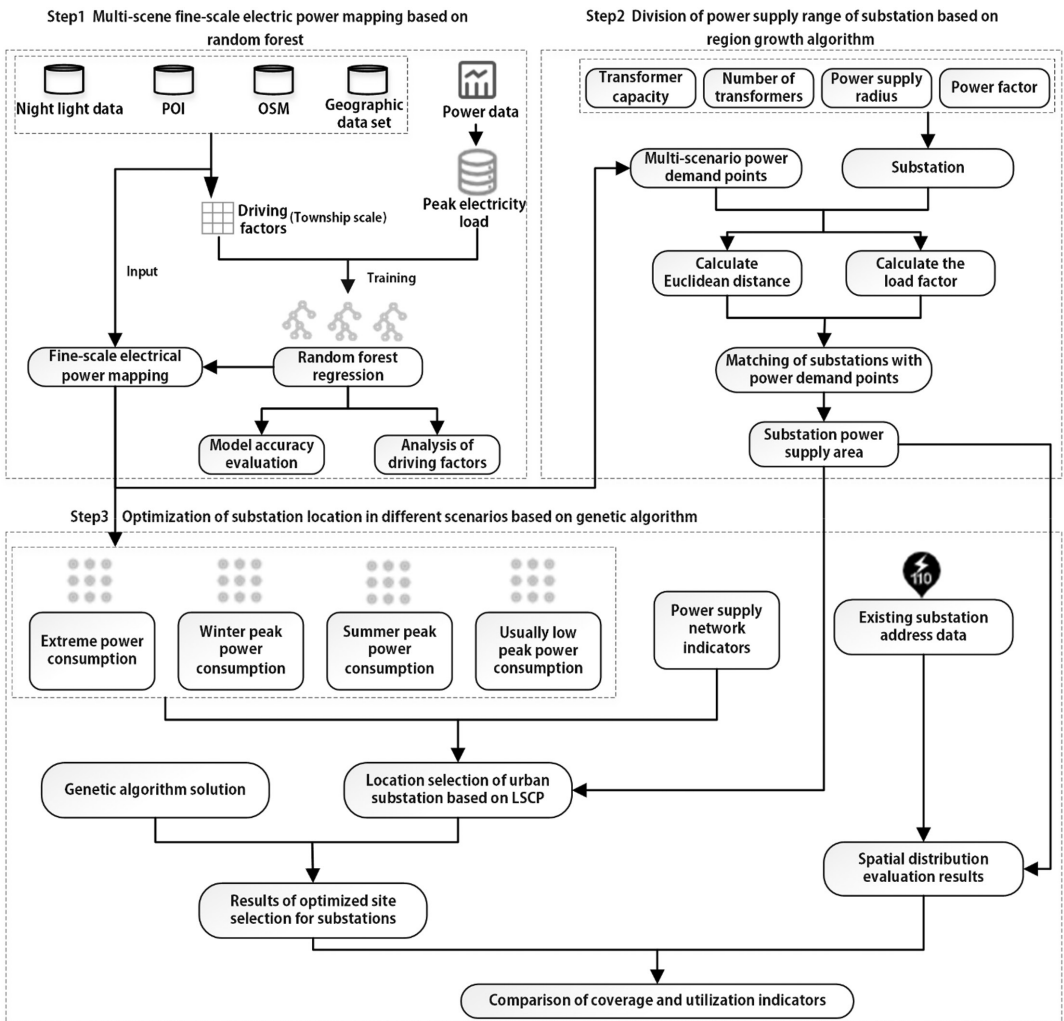 Step1 Multi-scene fine-scale electric power mapping based on
random forest
Night light data
POI
OSM
Geographic
data set
Power data
Peak electricity
load
Driving
factors
(Township scale)
Input
Training
Fine-scale electrical
power mapping
Random forest
regression
Model accuracy
evaluation
Analysis of
driving factors
Step2 Division of power supply range of substation based on
region growth algorithm
Transformer
capacity
Number of
transformers
Power supply
radius
Power factor
Multi-scenario power
demand points
Substation
Calculate
Euclidean distance
Calculate the
load factor
Matching of substations with
power demand points
Substation power
supply area
Step3 Optimization of substation location in different scenarios based on genetic algorithm
Extreme power
consumption
Winter peak
power
consumption
Summer peak
power
consumption
Usually low
peak power
consumption
Power supply
network
indicators
110
Existing substation
address data
Genetic algorithm solution
Location selection of urban
substation based on LSCP
Spatial distribution
evaluation results
Results of optimized site
selection for substations
Comparison of coverage and utilization indicators